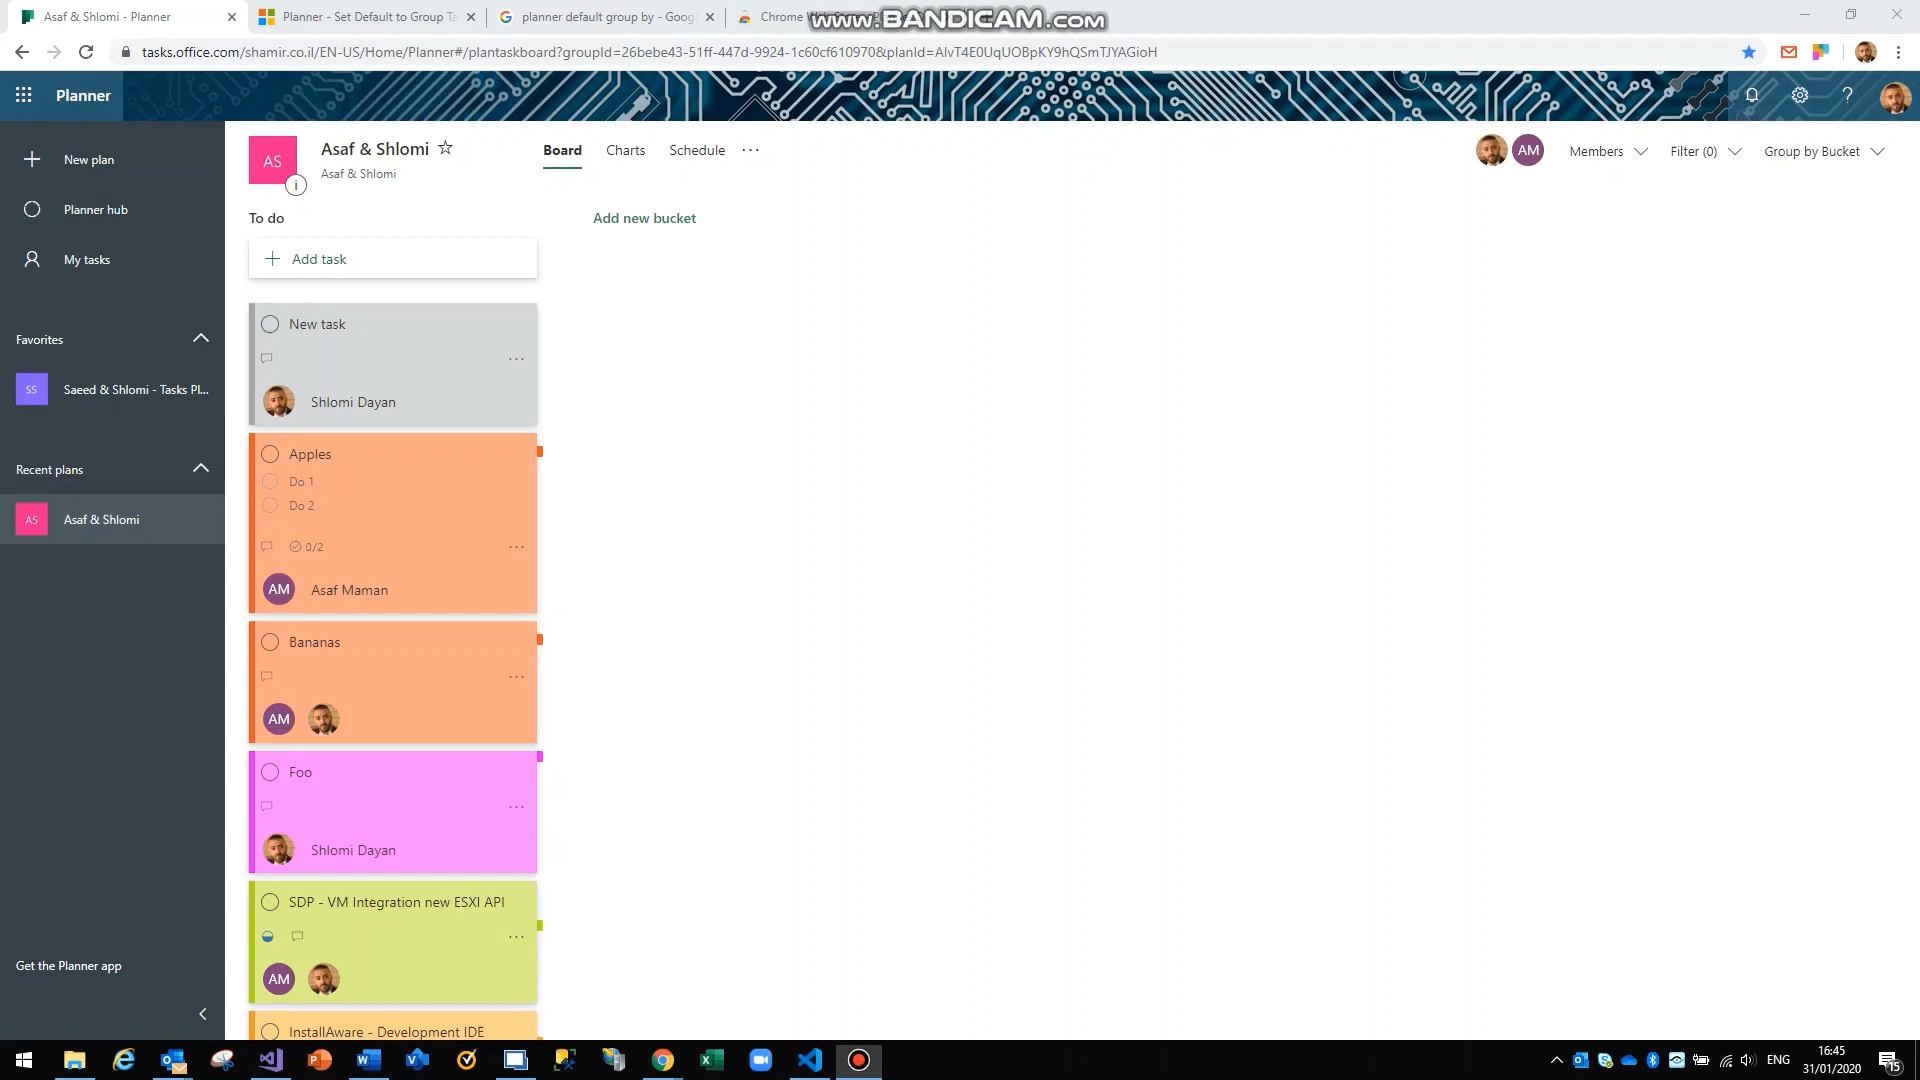 Asaf & Shlomi - Planner
Planner - Set Default to Group Ta
planner default group by - Goog
Chrome
www.BANDICAM.com
tasks.office.com/shamir.co.il/EN-US/Home/Planner#/plantaskboard?groupId=26bebe43-51ff-447d-9924-1c60cf610970&planId=AlvT4E0UqUOBpKY9hQSmTJYAGioH
Planner
?
New plan
Planner hub
My tasks
Favorites
SS
Saeed & Shlomi - Tasks Pl...
Recent plans
AS
Asaf & Shlomi
Get the Planner app
AS
i
Asaf & Shlomi
Asaf & Shlomi
Board
Charts
Schedule
...
AM
Members
Filter (0)
Group by Bucket
To do
Add new bucket
Add task
New task
...
Shlomi Dayan
Apples
Do 1
Do 2
0/2
...
AM
Asaf Maman
Bananas
...
AM
Foo
...
Shlomi Dayan
SDP - VM Integration new ESXI API
...
AM
InstallAware - Development IDE
ENG
16:45
31/01/2020
15